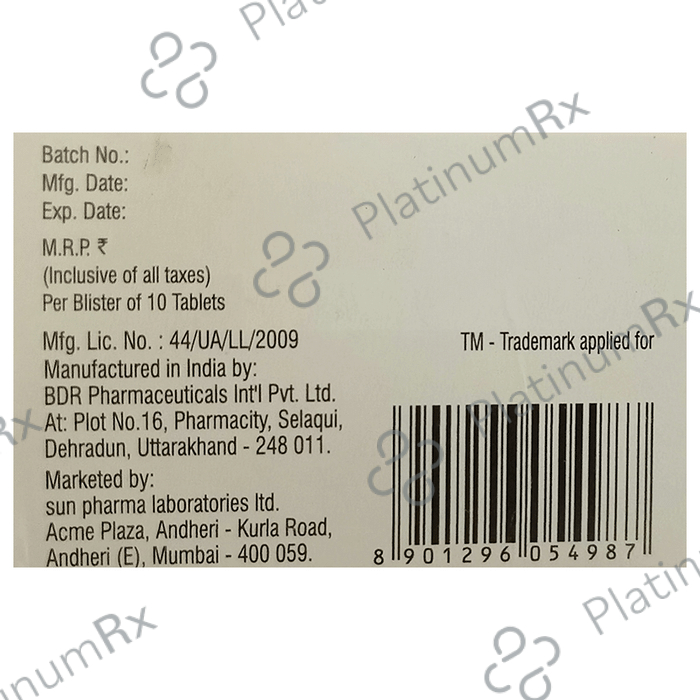 Batch No.:
Mfg. Date:
Exp. Date:
M.R.P. ₹
(Inclusive of all taxes)
Per Blister of 10 Tablets
Mfg. Lic. No. : 44/UA/LL/2009
Manufactured in India by:
BDR Pharmaceuticals Int'l Pvt. Ltd.
At: Plot No.16, Pharmacity, Selaqui,
Dehradun, Uttarakhand - 248 011.
Marketed by:
sun pharma laboratories ltd.
Acme Plaza, Andheri - Kurla Road,
Andheri (E), Mumbai - 400 059.
TM - Trademark applied for
8 901296 054987
PlatinumRx
PlatinumRx
PlatinumRx